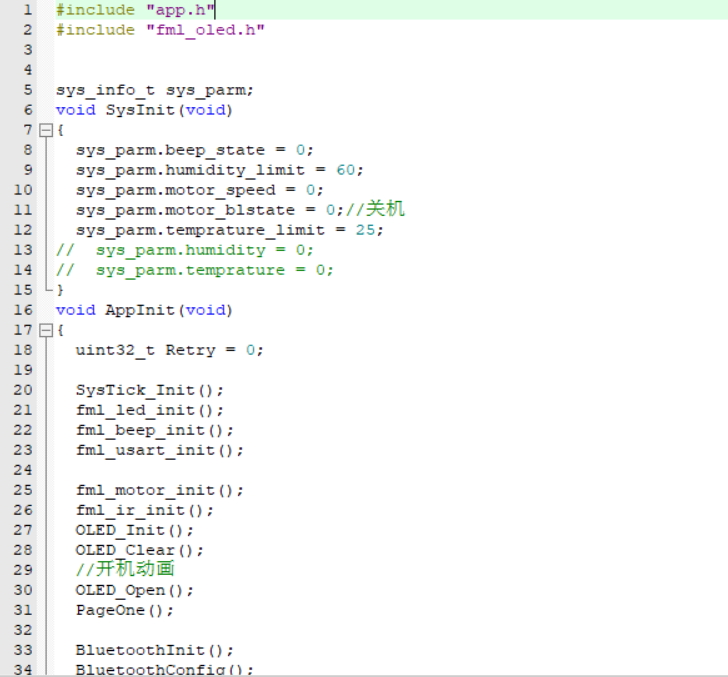 1 #include "app.h"
2 #include "fml_oled.h"
3
4
5 sys_info_t sys_parm;
6 void SysInit(void)
7 {
8 sys_parm.beep_state = 0;
9 sys_parm.humidity_limit = 60;
10 sys_parm.motor_speed = 0;
11 sys_parm.motor_blstate = 0;//关机
12 sys_parm.temprature_limit = 25;
13 // sys_parm.humidity = 0;
14 // sys_parm.temprature = 0;
15 }
16 void AppInit(void)
17 {
18 uint32_t Retry = 0;
19
20 SysTick_Init();
21 fml_led_init();
22 fml_beep_init();
23 fml_usart_init();
24
25 fml_motor_init();
26 fml_ir_init();
27 OLED_Init();
28 OLED_Clear();
29 //开机动画
30 OLED_Open();
31 PageOne();
32
33 BluetoothInit();
34 BluetoothConfig();